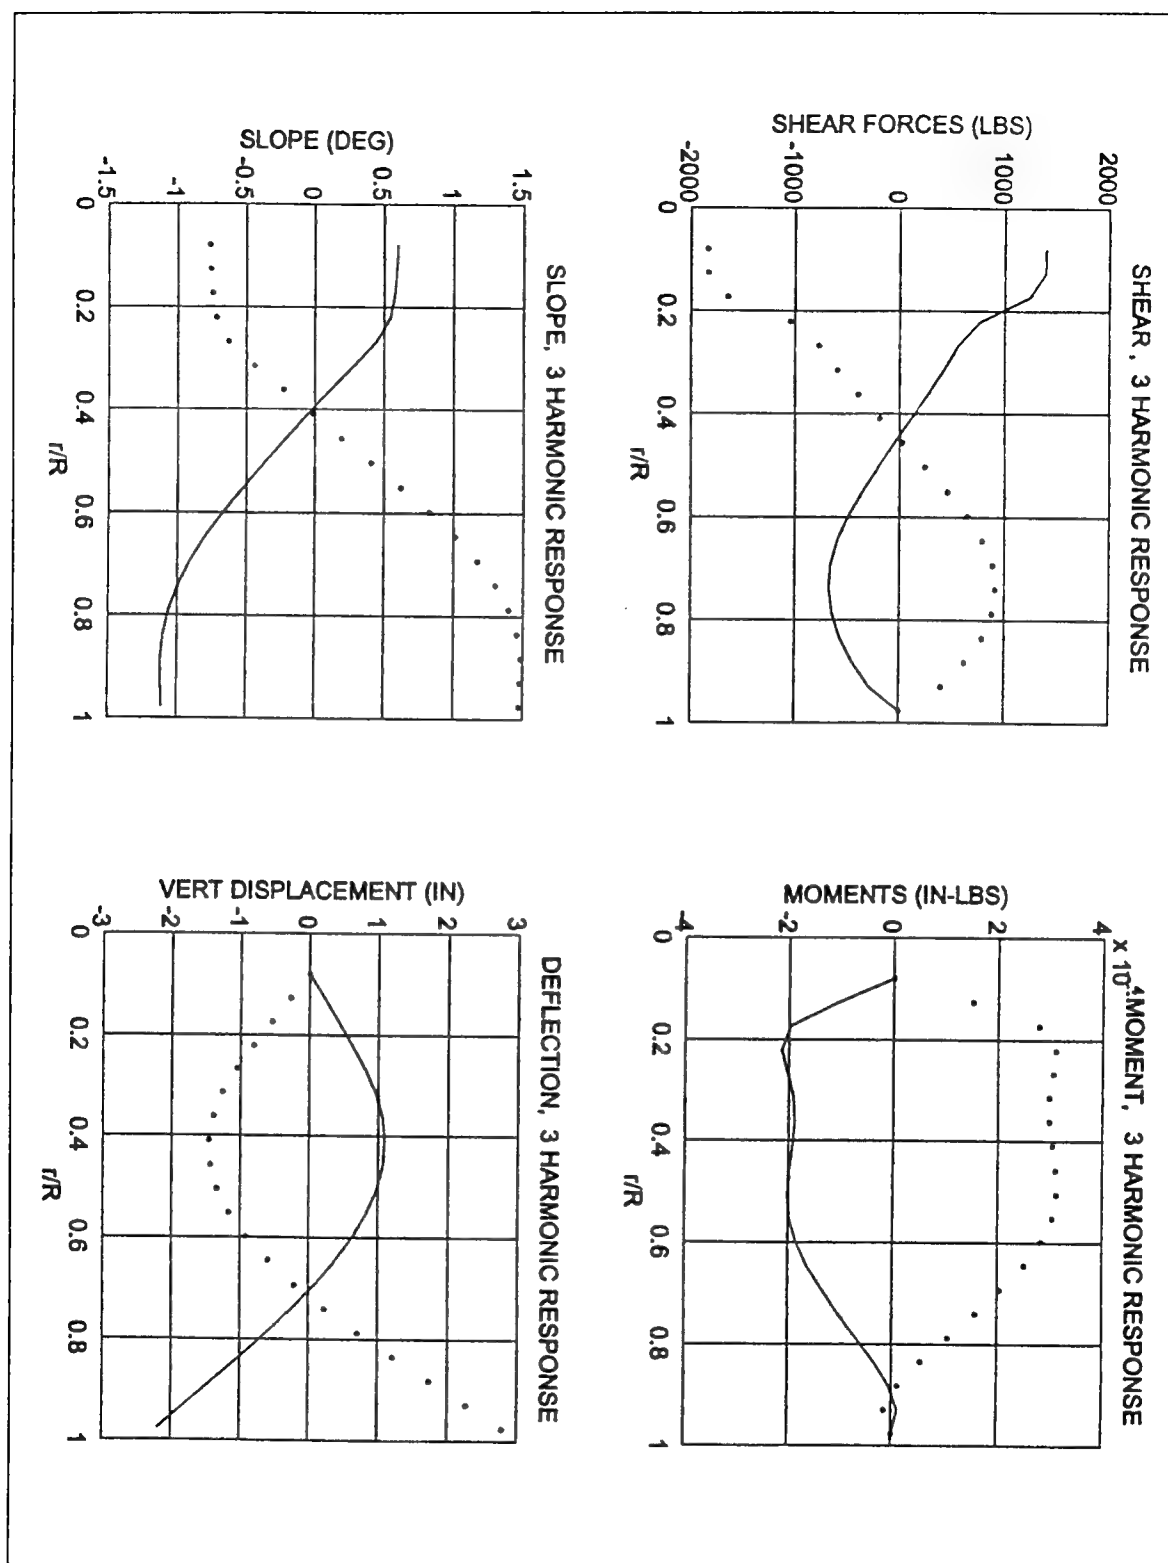 SHEAR , 3 HARMONIC RESPONSE
SHEAR FORCES (LBS)
2000
1000
0
-1000
-2000
0 0.2 0.4 0.6 0.8 1
r/R
x 10⁴ MOMENT, 3 HARMONIC RESPONSE
MOMENTS (IN-LBS)
4
2
0
-2
-4
0 0.2 0.4 0.6 0.8 1
r/R
SLOPE, 3 HARMONIC RESPONSE
SLOPE (DEG)
1.5
1
0.5
0
-0.5
-1
-1.5
0 0.2 0.4 0.6 0.8 1
r/R
DEFLECTION, 3 HARMONIC RESPONSE
VERT DISPLACEMENT (IN)
3
2
1
0
-1
-2
-3
0 0.2 0.4 0.6 0.8 1
r/R